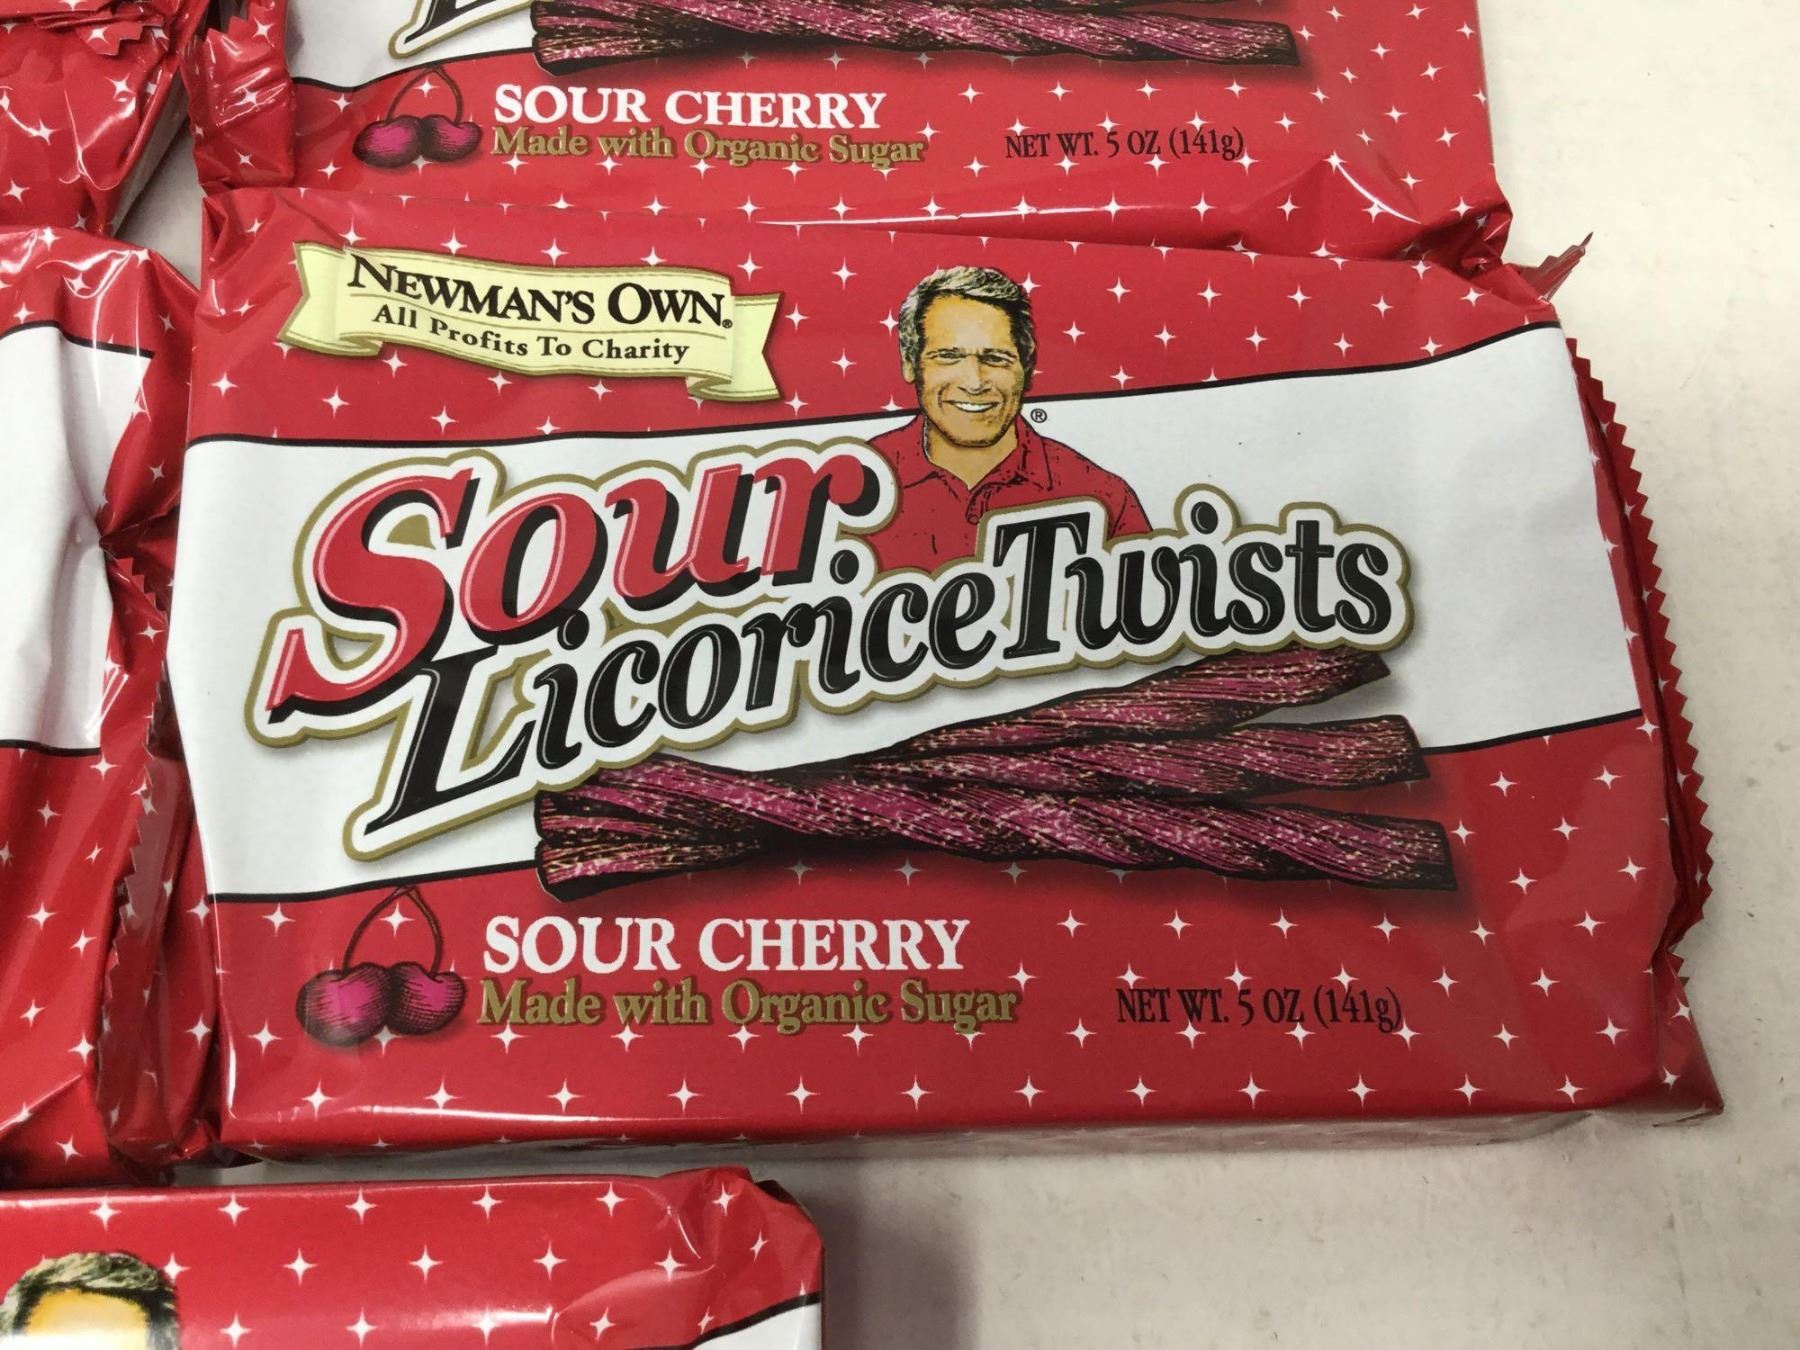 SOUR CHERRY
Made with Organic Sugar
NET WT. 5 OZ (141g)
NEWMAN'S OWN®
All Profits To Charity
®
Sour
Licorice Twists
SOUR CHERRY
Made with Organic Sugar
NET WT. 5 OZ (141g)